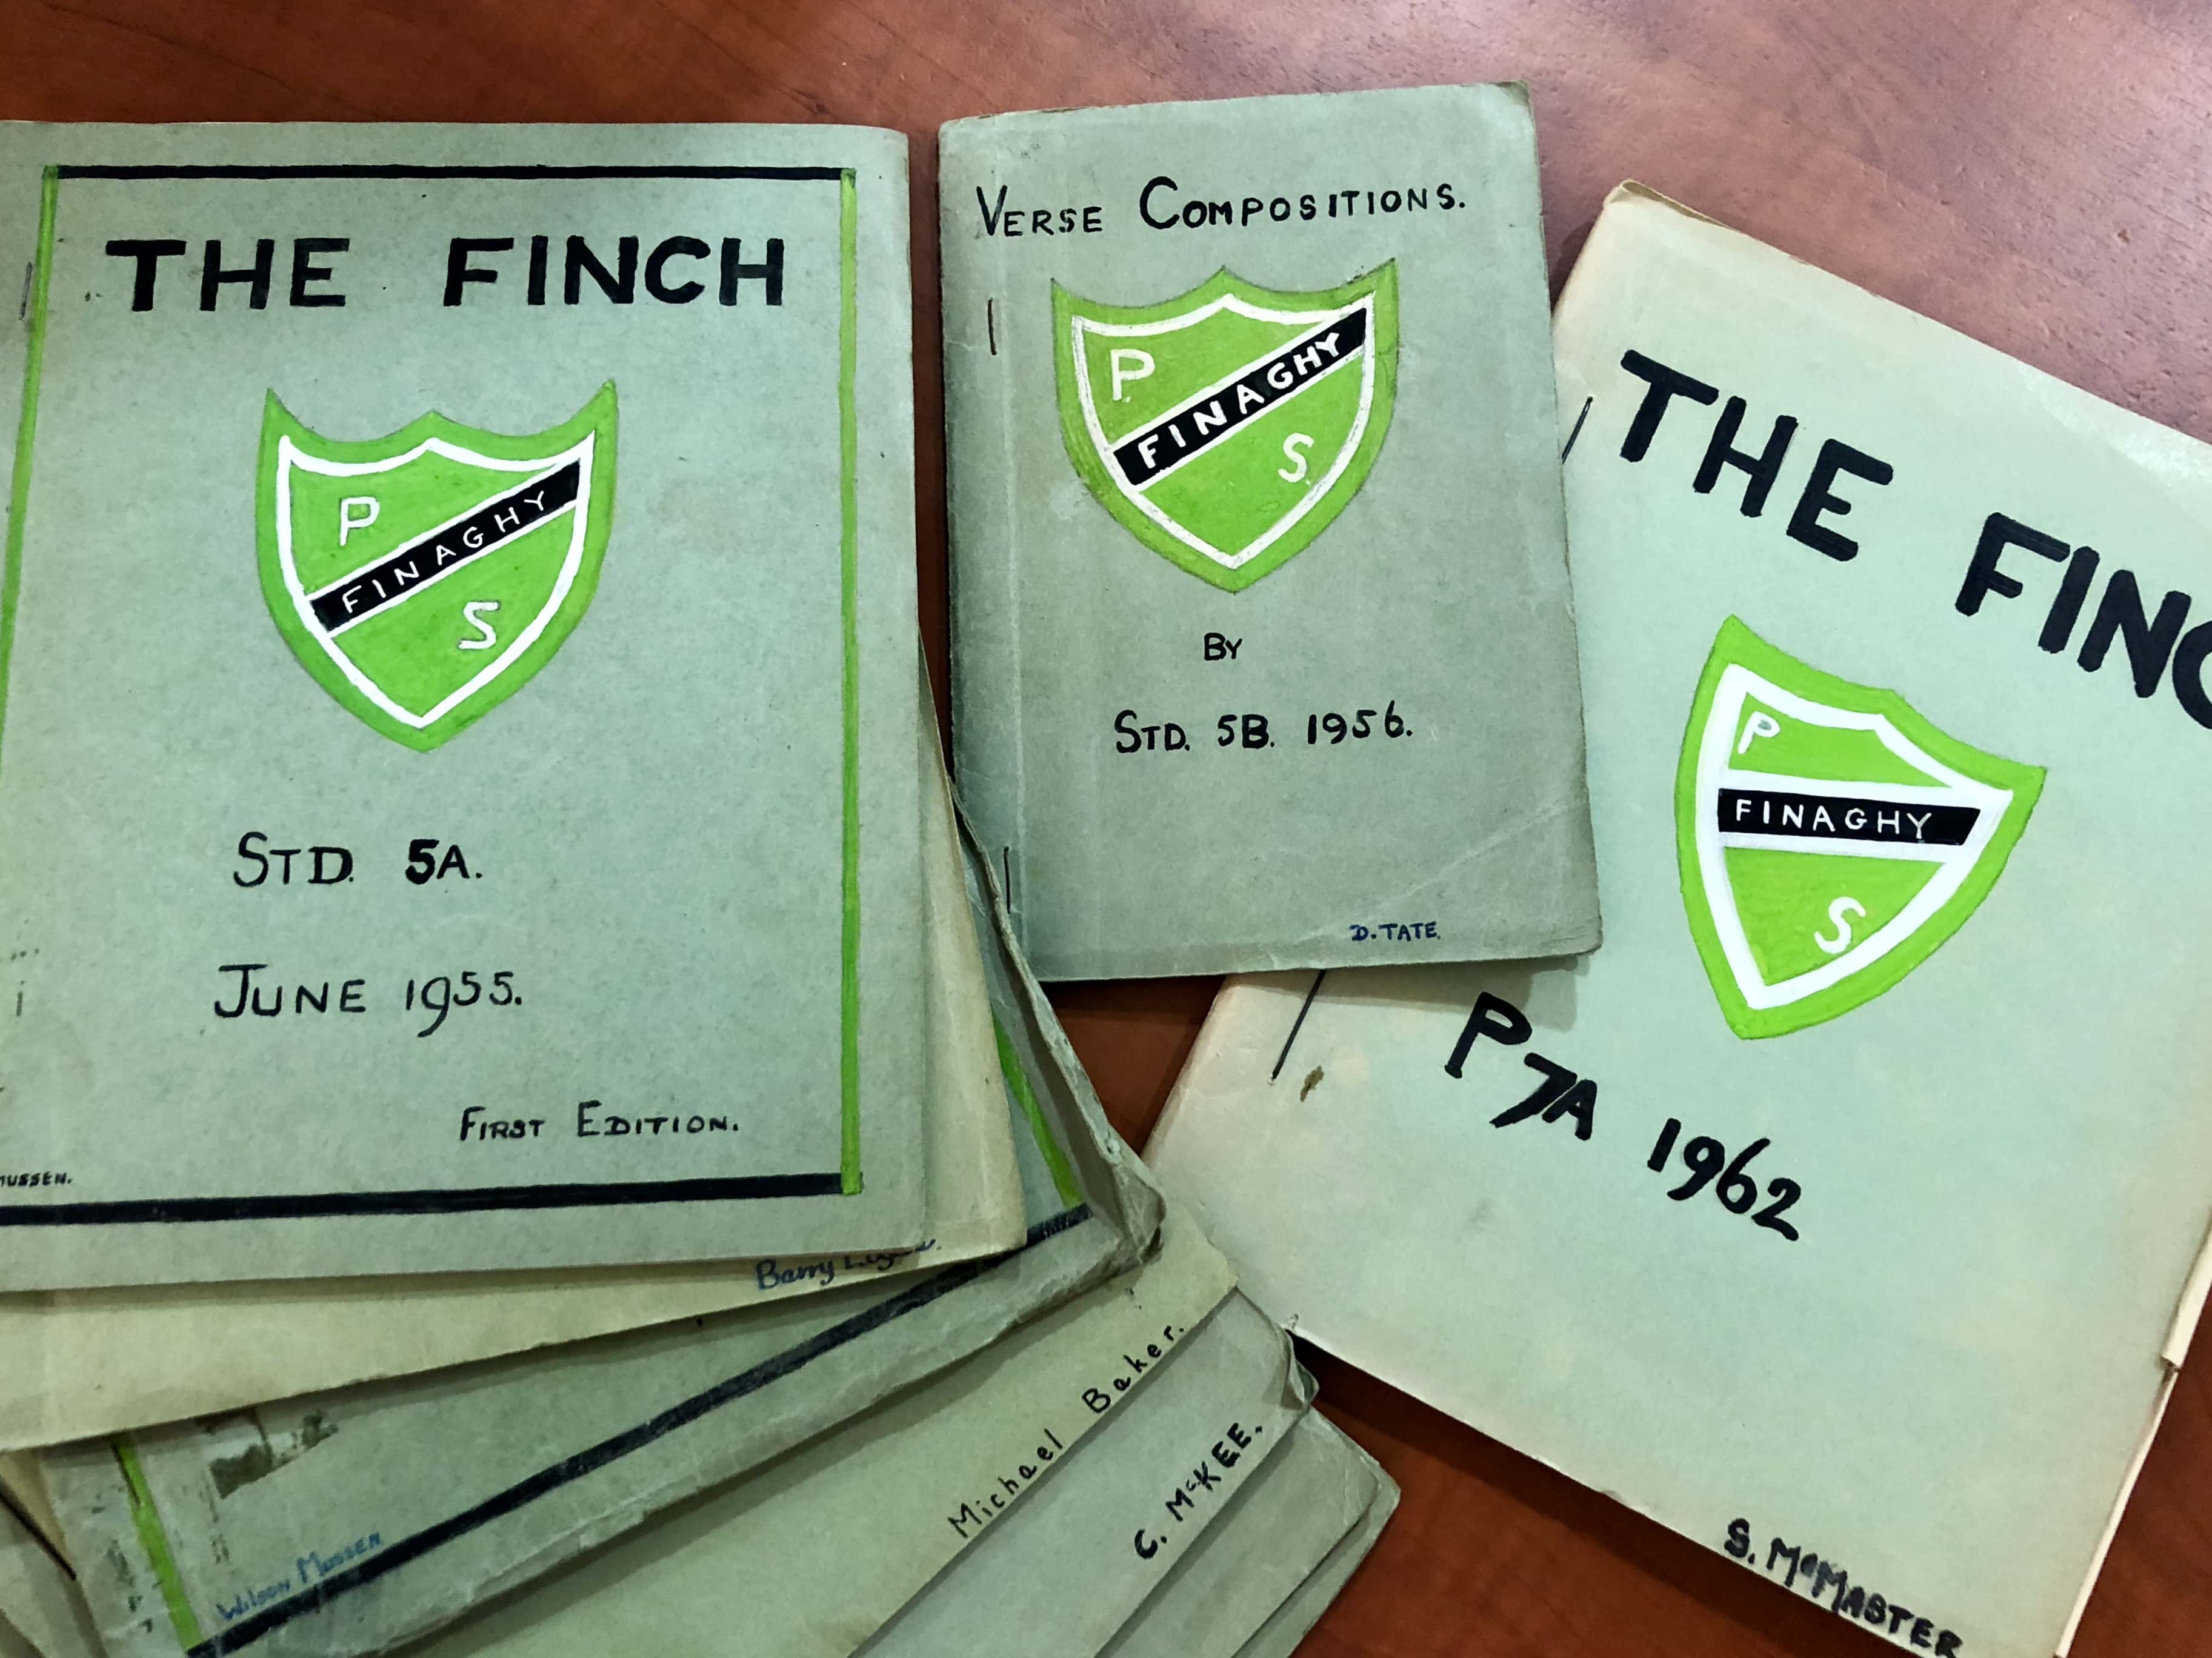 THE FINCH
P
FINAGHY
S
STD. 5A.
JUNE 1955.
FIRST EDITION.
MUSSEN.
VERSE COMPOSITIONS.
P.
FINAGHY
S.
BY
STD. 5B. 1956.
D. TATE.
THE FINC
P
FINAGHY
S
P7A 1962
S. McMASTER
Barry
Wilson MUSSEN
Michael Baker.
C. McKEE.